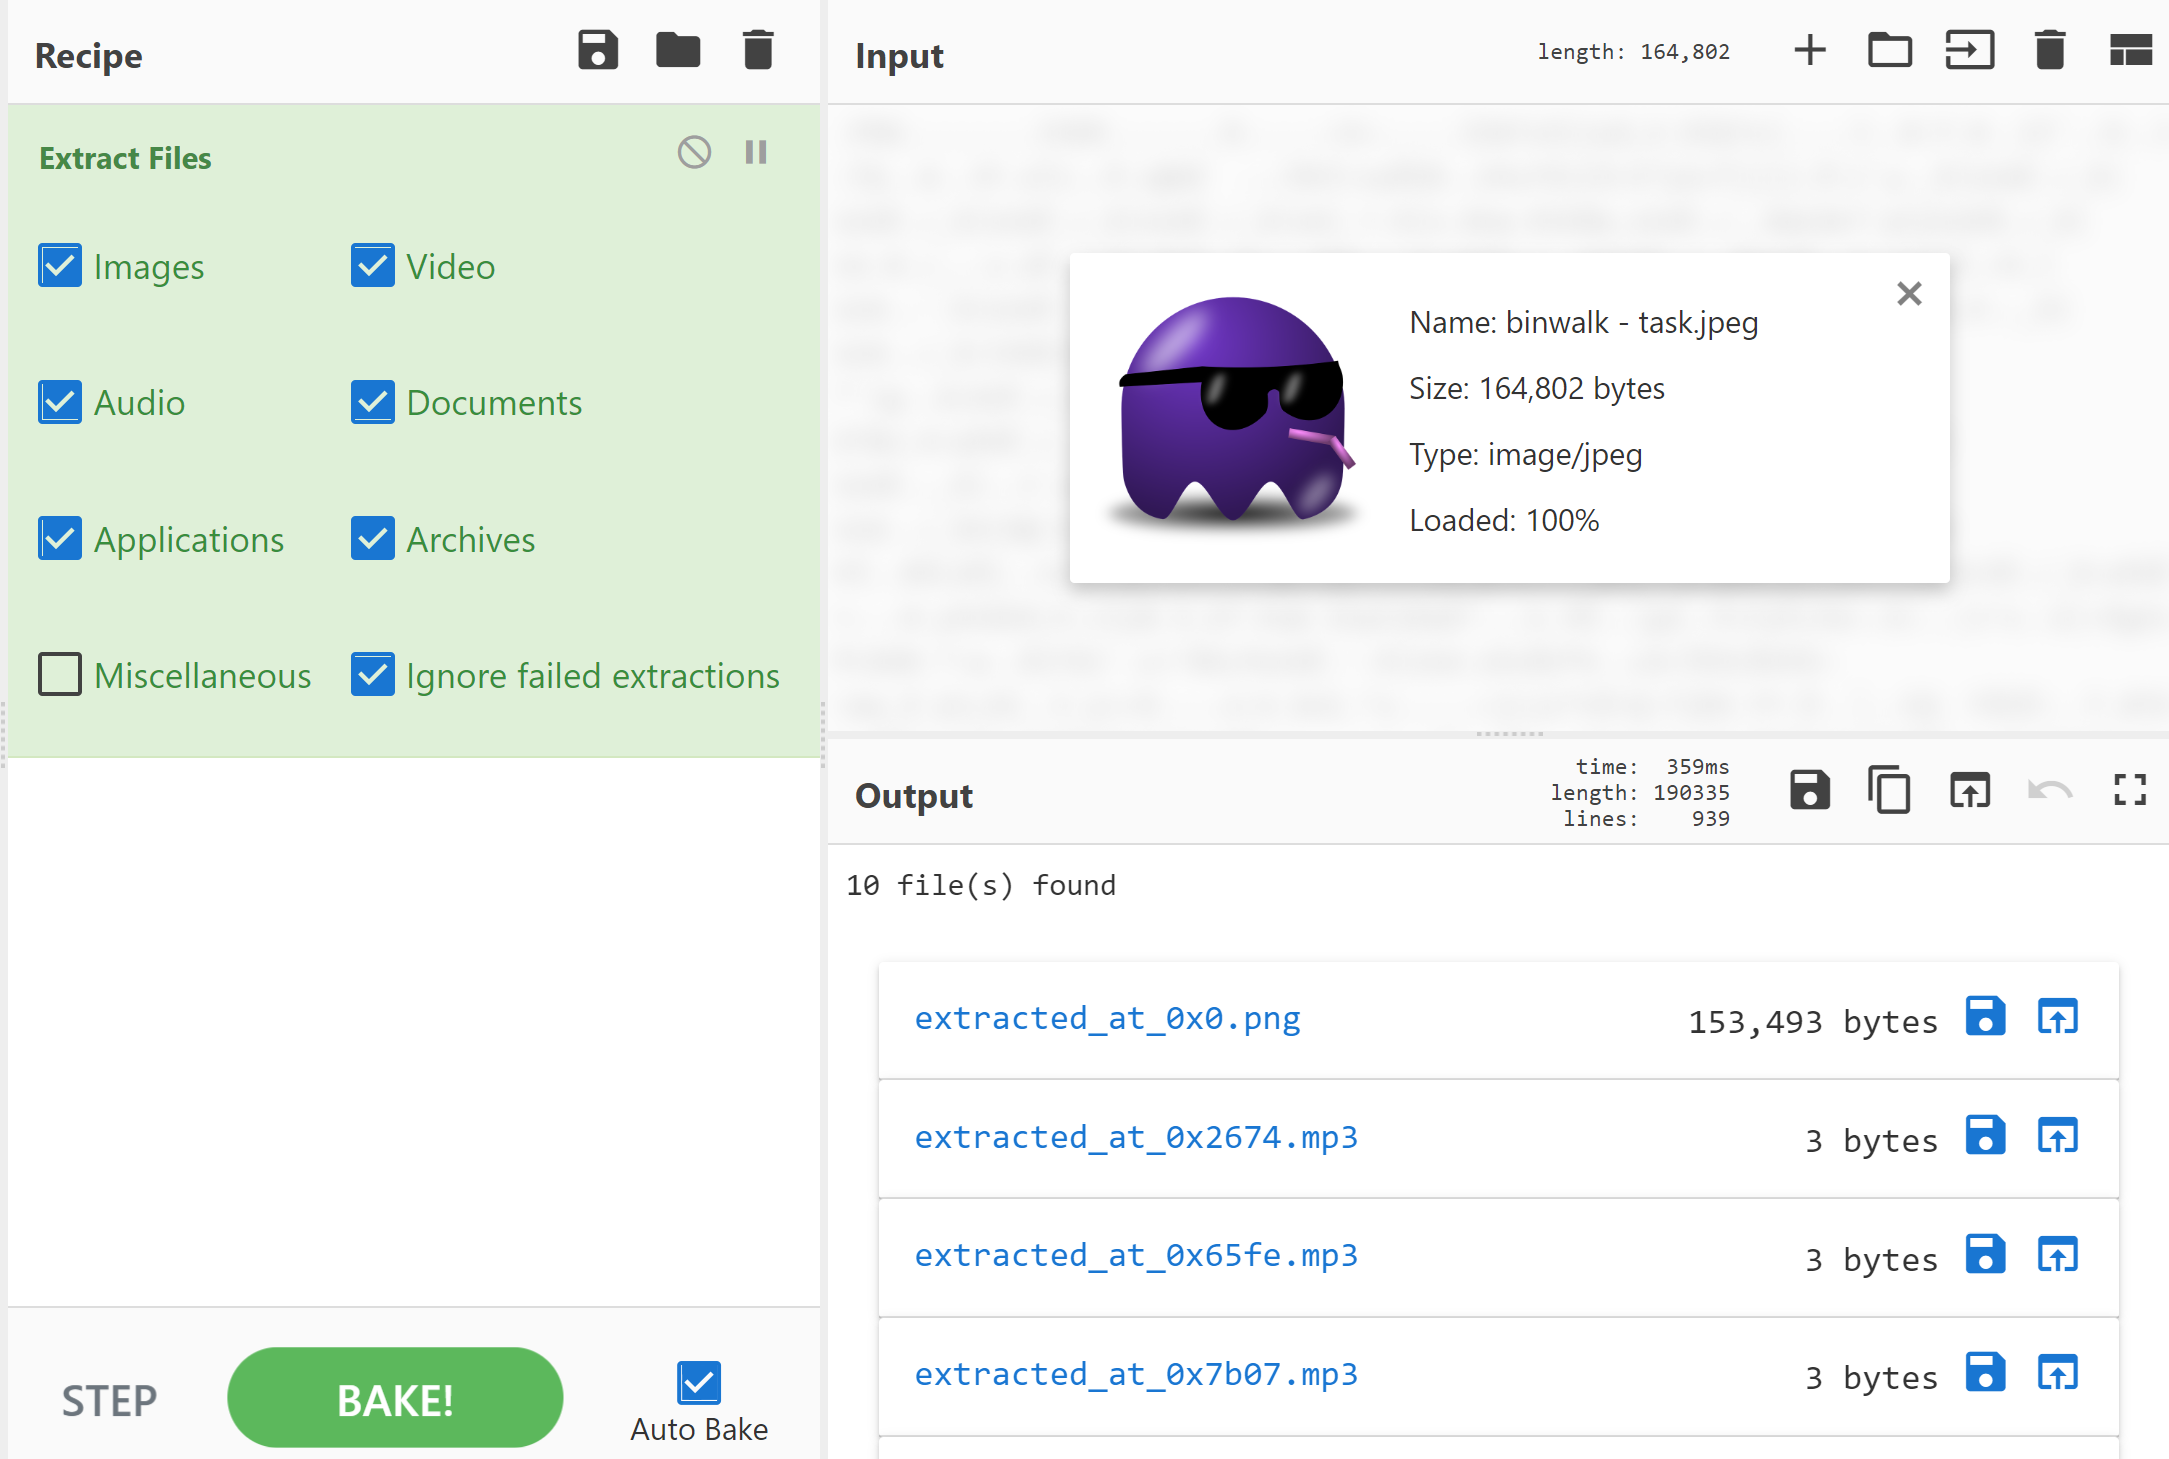 Recipe
Extract Files
Images
Video
Audio
Documents
Applications
Archives
Miscellaneous
Ignore failed extractions
STEP
BAKE!
Auto Bake
Input
length: 164,802
Name: binwalk - task.jpeg
Size: 164,802 bytes
Type: image/jpeg
Loaded: 100%
Output
time: 359ms
length: 190335
lines: 939
10 file(s) found
extracted_at_0x0.png 153,493 bytes
extracted_at_0x2674.mp3 3 bytes
extracted_at_0x65fe.mp3 3 bytes
extracted_at_0x7b07.mp3 3 bytes